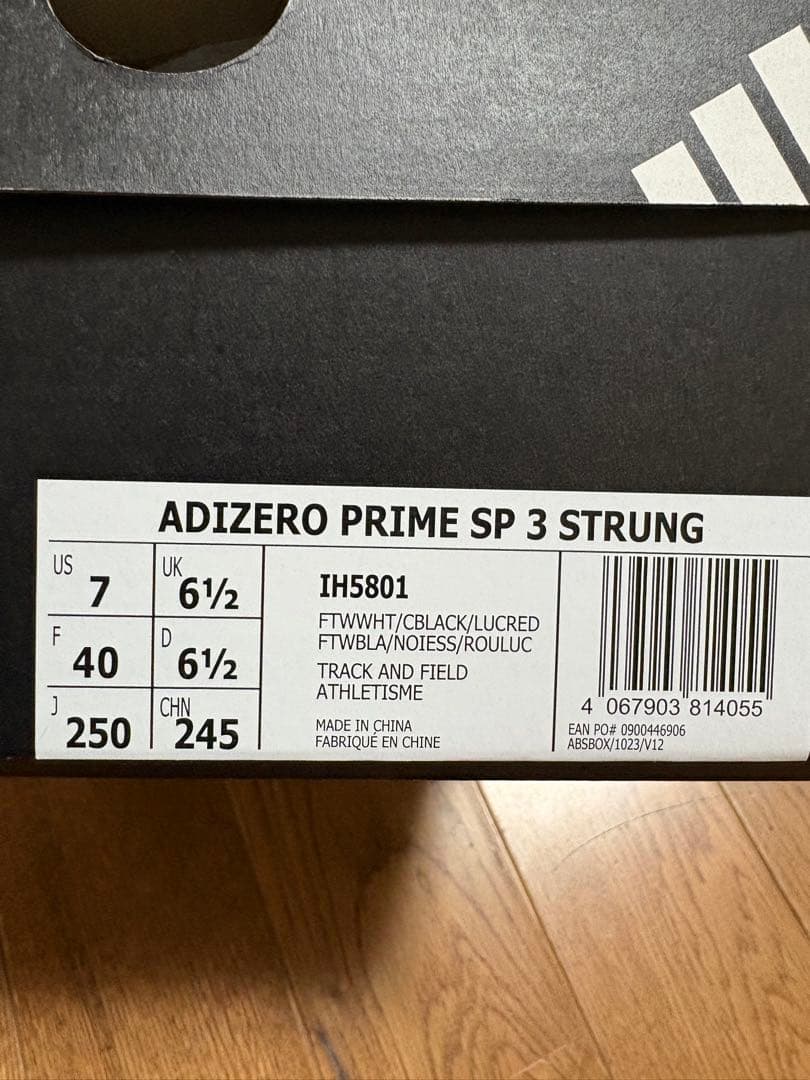 ADIZERO PRIME SP 3 STRUNG
US 7
UK 6½
F 40
D 6½
J 250
CHN 245
IH5801
FTWWHT/CBLACK/LUCRED
FTWBLA/NOIESS/ROULUC
TRACK AND FIELD
ATHLETISME
MADE IN CHINA
FABRIQUÉ EN CHINE
4 067903 814055
EAN PO# 0900446906
ABSBOX/1023/V12